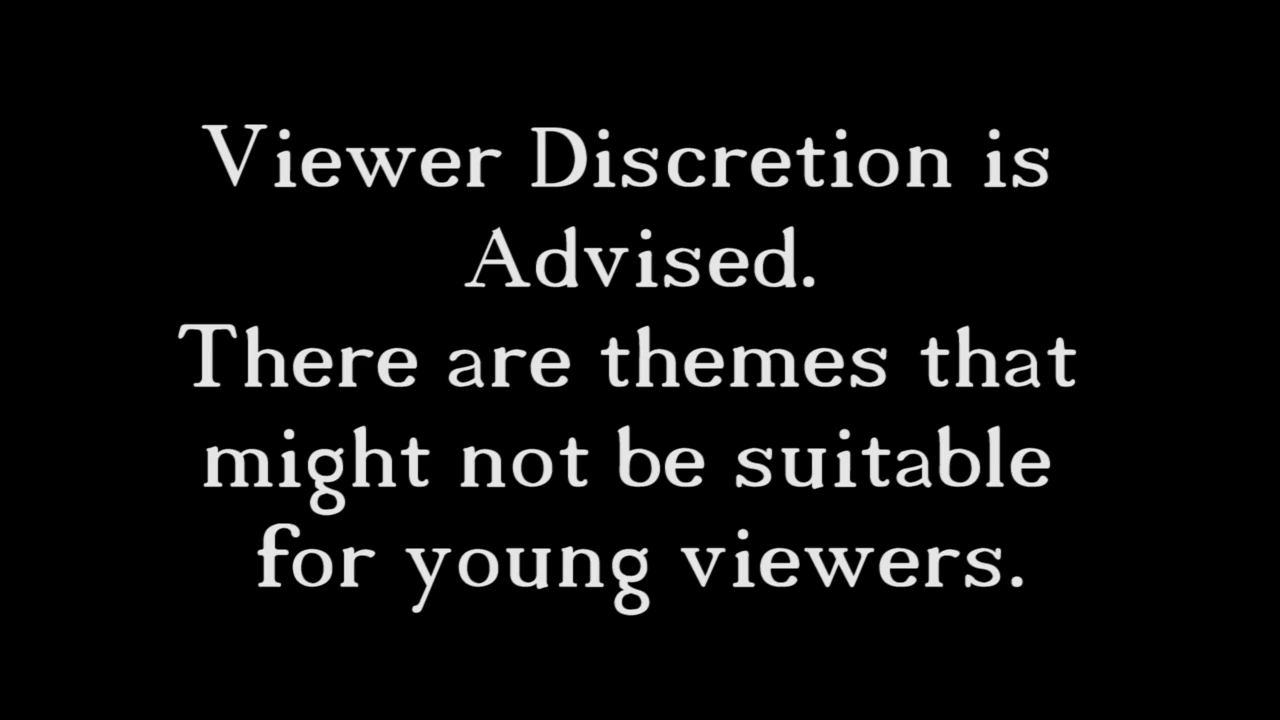 Viewer Discretion is
Advised.
There are themes that
might not be suitable
for young viewers.